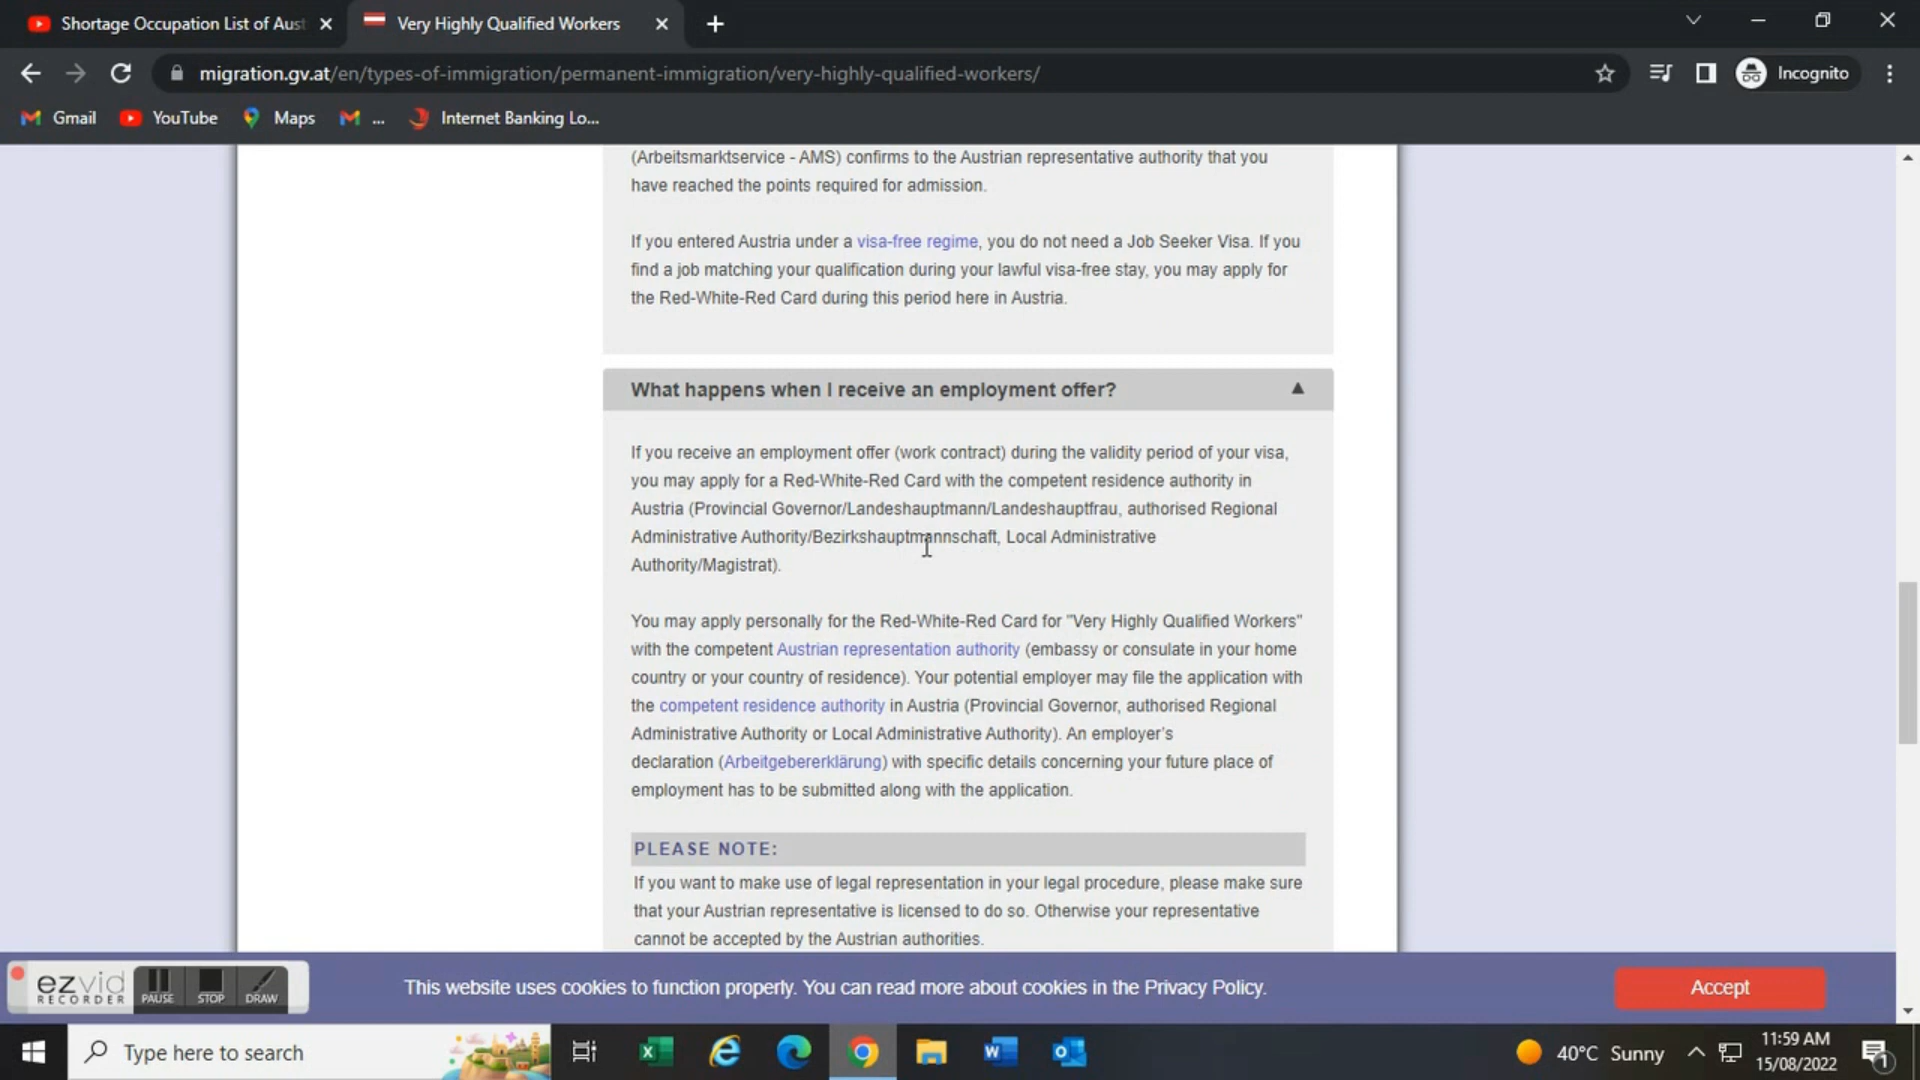 Shortage Occupation List of Aust
Very Highly Qualified Workers
migration.gv.at/en/types-of-immigration/permanent-immigration/very-highly-qualified-workers/
Incognito
Gmail
YouTube
Maps
...
Internet Banking Lo...
(Arbeitsmarktservice - AMS) confirms to the Austrian representative authority that you
have reached the points required for admission.
If you entered Austria under a visa-free regime, you do not need a Job Seeker Visa. If you
find a job matching your qualification during your lawful visa-free stay, you may apply for
the Red-White-Red Card during this period here in Austria.
What happens when I receive an employment offer?
If you receive an employment offer (work contract) during the validity period of your visa,
you may apply for a Red-White-Red Card with the competent residence authority in
Austria (Provincial Governor/Landeshauptmann/Landeshauptfrau, authorised Regional
Administrative Authority/Bezirkshauptmannschaft, Local Administrative
Authority/Magistrat).
You may apply personally for the Red-White-Red Card for "Very Highly Qualified Workers"
with the competent Austrian representation authority (embassy or consulate in your home
country or your country of residence). Your potential employer may file the application with
the competent residence authority in Austria (Provincial Governor, authorised Regional
Administrative Authority or Local Administrative Authority). An employer's
declaration (Arbeitgebererklärung) with specific details concerning your future place of
employment has to be submitted along with the application.
PLEASE NOTE:
If you want to make use of legal representation in your legal procedure, please make sure
that your Austrian representative is licensed to do so. Otherwise your representative
cannot be accepted by the Austrian authorities.
ezvid
RECORDER
PAUSE
STOP
DRAW
This website uses cookies to function properly. You can read more about cookies in the Privacy Policy.
Accept
Type here to search
40°C Sunny
11:59 AM
15/08/2022
1